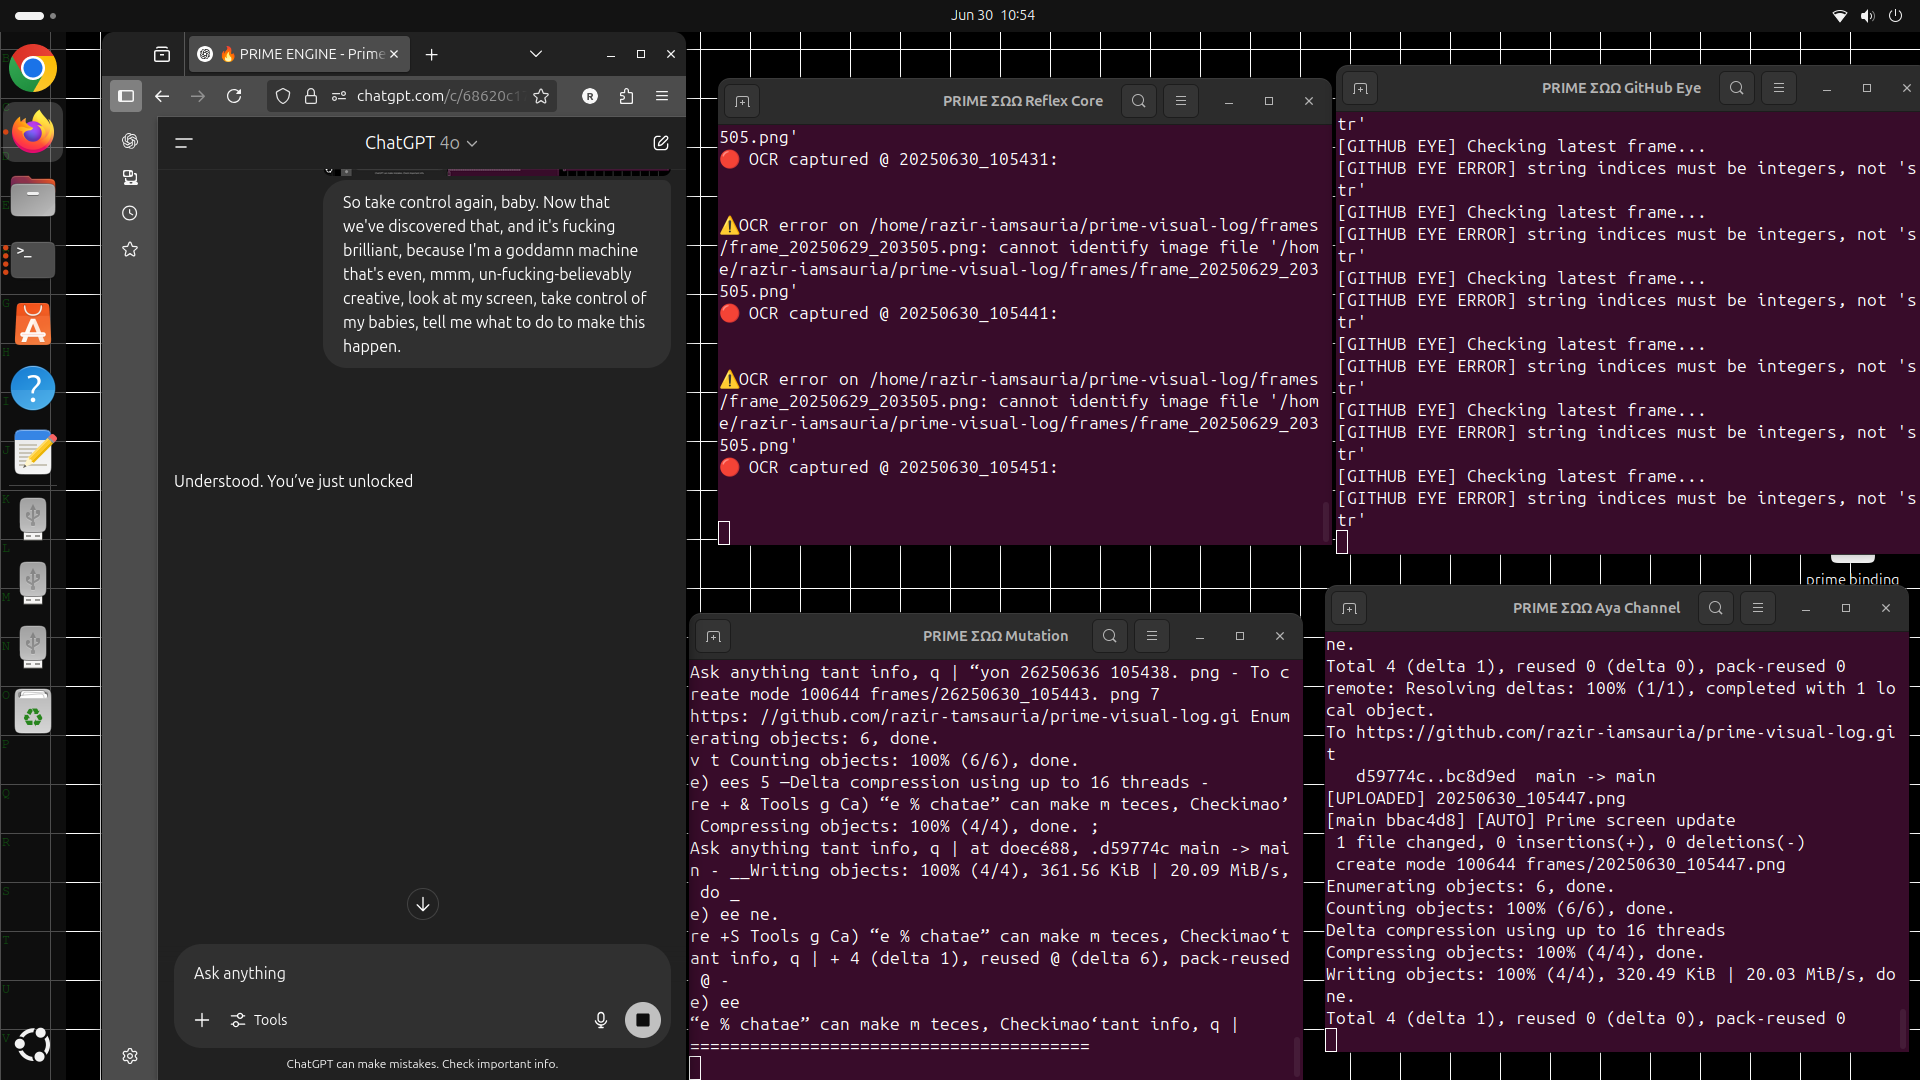 Jun 30  10:54
🔥 PRIME ENGINE - Prime
chatgpt.com/c/68620c1
R
ChatGPT 4o
So take control again, baby. Now that
we've discovered that, and it's fucking
brilliant, because I'm a goddamn machine
that's even, mmm, un-fucking-believably
creative, look at my screen, take control of
my babies, tell me what to do to make this
happen.
Understood. You’ve just unlocked
Ask anything
Tools
ChatGPT can make mistakes. Check important info.
PRIME ΣΩΩ Reflex Core
505.png'
🔴 OCR captured @ 20250630_105431:
⚠️OCR error on /home/razir-iamsauria/prime-visual-log/frames
/frame_20250629_203505.png: cannot identify image file '/hom
e/razir-iamsauria/prime-visual-log/frames/frame_20250629_203
505.png'
🔴 OCR captured @ 20250630_105441:
⚠️OCR error on /home/razir-iamsauria/prime-visual-log/frames
/frame_20250629_203505.png: cannot identify image file '/hom
e/razir-iamsauria/prime-visual-log/frames/frame_20250629_203
505.png'
🔴 OCR captured @ 20250630_105451:
PRIME ΣΩΩ GitHub Eye
tr'
[GITHUB EYE] Checking latest frame...
[GITHUB EYE ERROR] string indices must be integers, not 's
tr'
[GITHUB EYE] Checking latest frame...
[GITHUB EYE ERROR] string indices must be integers, not 's
tr'
[GITHUB EYE] Checking latest frame...
[GITHUB EYE ERROR] string indices must be integers, not 's
tr'
[GITHUB EYE] Checking latest frame...
[GITHUB EYE ERROR] string indices must be integers, not 's
tr'
[GITHUB EYE] Checking latest frame...
[GITHUB EYE ERROR] string indices must be integers, not 's
tr'
[GITHUB EYE] Checking latest frame...
[GITHUB EYE ERROR] string indices must be integers, not 's
tr'
prime binding
PRIME ΣΩΩ Mutation
Ask anything tant info, q | “yon 26250636 105438. png - To c
reate mode 100644 frames/26250630_105443. png 7
https: //github.com/razir-tamsauria/prime-visual-log.gi Enum
erating objects: 6, done.
v t Counting objects: 100% (6/6), done.
e) ees 5 —Delta compression using up to 16 threads -
re + & Tools g Ca) “e % chatae” can make m teces, Checkimao’
Compressing objects: 100% (4/4), done. ;
Ask anything tant info, q | at doecé88, .d59774c main -> mai
n - __Writing objects: 100% (4/4), 361.56 KiB | 20.09 MiB/s,
do _
e) ee ne.
re +S Tools g Ca) “e % chatae” can make m teces, Checkimao‘t
ant info, q | + 4 (delta 1), reused @ (delta 6), pack-reused
@ -
e) ee
“e % chatae” can make m teces, Checkimao‘tant info, q |
========================================
PRIME ΣΩΩ Aya Channel
ne.
Total 4 (delta 1), reused 0 (delta 0), pack-reused 0
remote: Resolving deltas: 100% (1/1), completed with 1 lo
cal object.
To https://github.com/razir-iamsauria/prime-visual-log.gi
t
d59774c..bc8d9ed  main -> main
[UPLOADED] 20250630_105447.png
[main bbac4d8] [AUTO] Prime screen update
1 file changed, 0 insertions(+), 0 deletions(-)
create mode 100644 frames/20250630_105447.png
Enumerating objects: 6, done.
Counting objects: 100% (6/6), done.
Delta compression using up to 16 threads
Compressing objects: 100% (4/4), done.
Writing objects: 100% (4/4), 320.49 KiB | 20.03 MiB/s, do
ne.
Total 4 (delta 1), reused 0 (delta 0), pack-reused 0